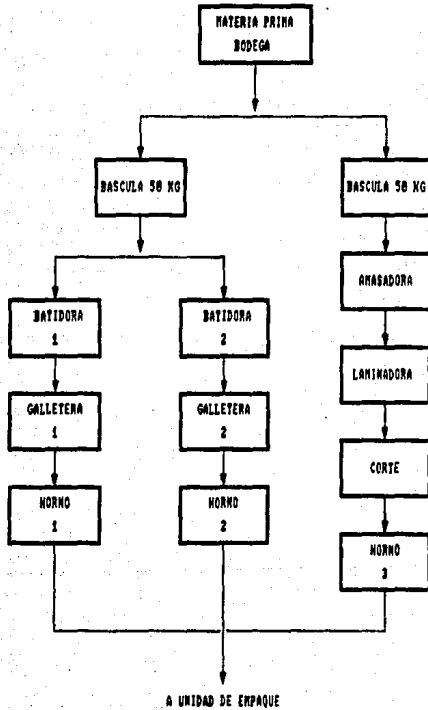 MATERIA PRIMA
BODEGA
BASCULA 50 KG
BASCULA 50 KG
BATIDORA
1
BATIDORA
2
AMASADORA
GALLETERA
1
GALLETERA
2
LAMINADORA
HORNO
1
HORNO
2
CORTE
HORNO
3
A UNIDAD DE EMPAQUE